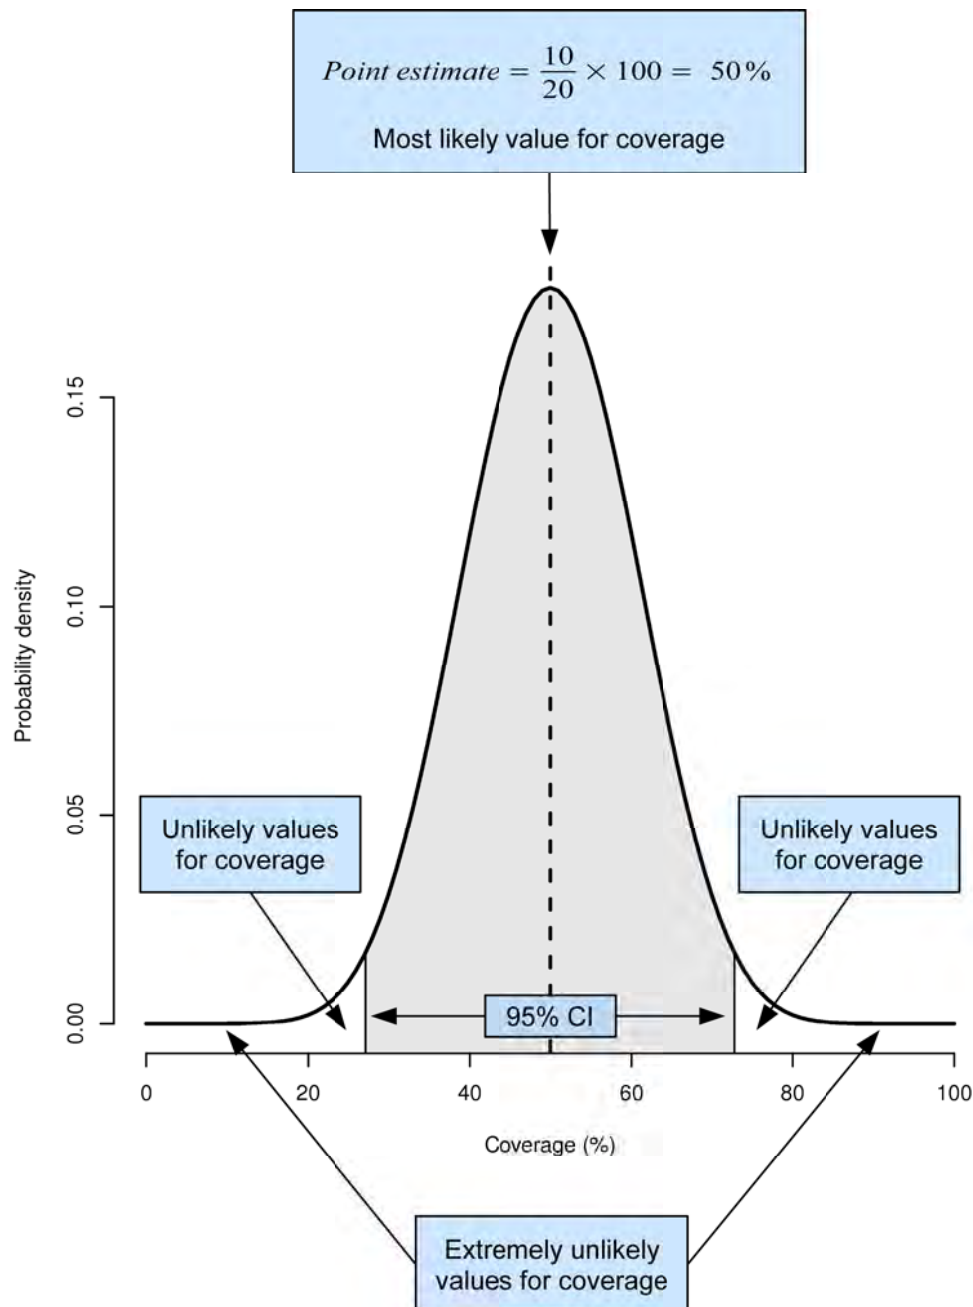 Point estimate = 10/20 × 100 = 50%
Most likely value for coverage
0.15
0.10
0.05
0.00
Probability density
Unlikely values
for coverage
Unlikely values
for coverage
95% CI
0 20 40 60 80 100
Coverage (%)
Extremely unlikely
values for coverage